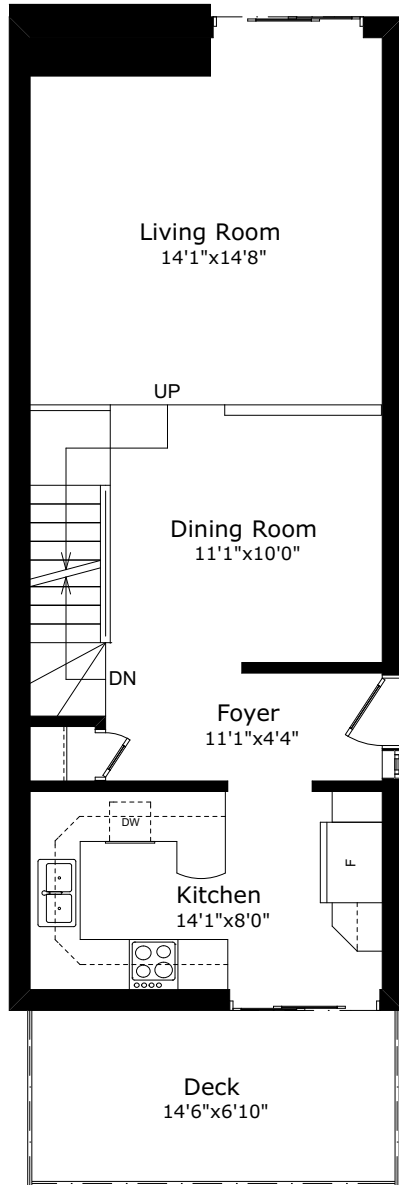 Living Room
14'1"x14'8"
UP
Dining Room
11'1"x10'0"
DN
Foyer
11'1"x4'4"
DW
F
Kitchen
14'1"x8'0"
Deck
14'6"x6'10"